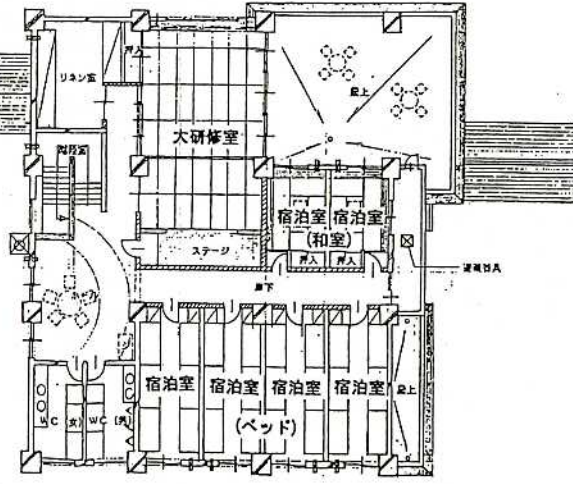 押入
リネン室
屋上
大研修室
階段室
宿泊室
宿泊室
(和室)
ステージ
押入
押入
避難器具
廊下
ホール
宿泊室
宿泊室
宿泊室
宿泊室
屋上
(ベッド)
WC(女)
WC(男)